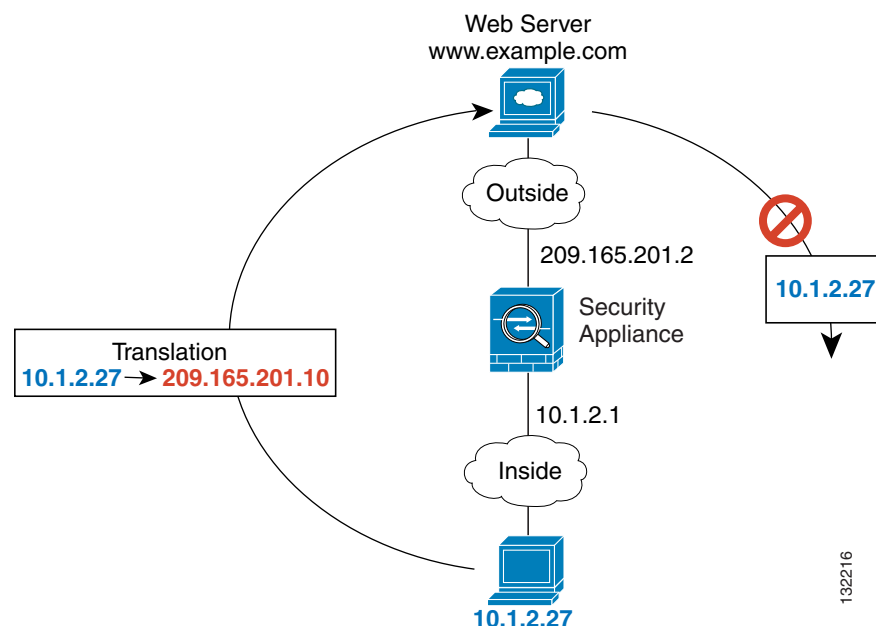 Web Server
www.example.com
Outside
209.165.201.2
10.1.2.27
Security
Appliance
Translation
10.1.2.27 209.165.201.10
10.1.2.1
Inside
10.1.2.27
132216